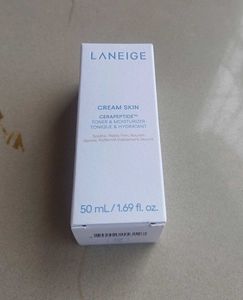 LANEIGE
CREAM SKIN
CERAPEPTIDE™
TONER & MOISTURIZER
TONIQUE & HYDRATANT
50 mL / 1.69 fl. oz.